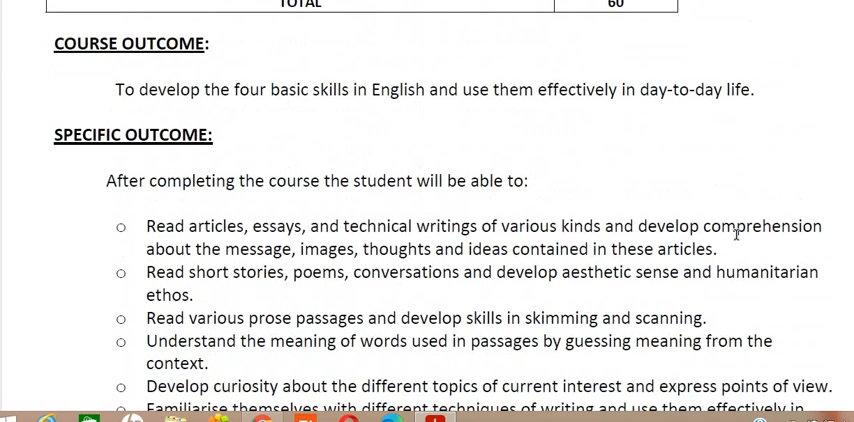 TOTAL 60
COURSE OUTCOME:
To develop the four basic skills in English and use them effectively in day-to-day life.
SPECIFIC OUTCOME:
After completing the course the student will be able to:
o Read articles, essays, and technical writings of various kinds and develop comprehension
about the message, images, thoughts and ideas contained in these articles.
o Read short stories, poems, conversations and develop aesthetic sense and humanitarian
ethos.
o Read various prose passages and develop skills in skimming and scanning.
o Understand the meaning of words used in passages by guessing meaning from the
context.
o Develop curiosity about the different topics of current interest and express points of view.
o Familiarise themselves with different techniques of writing and use them effectively in